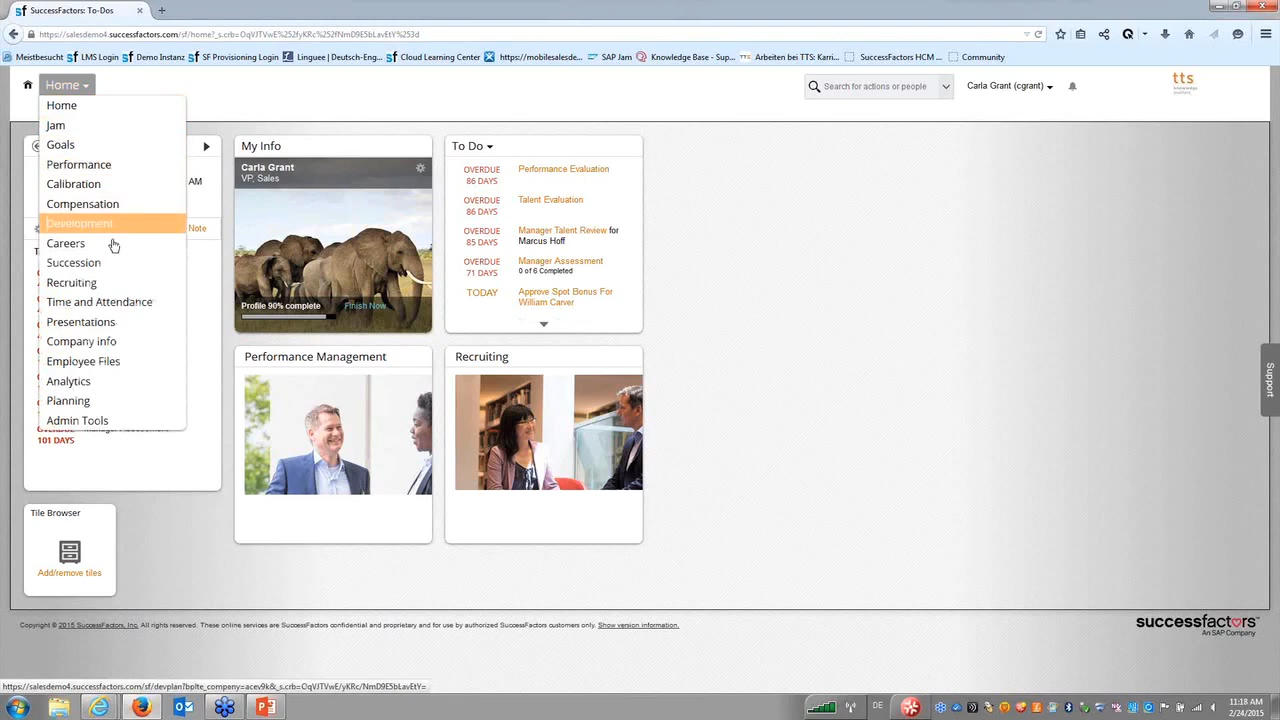 SuccessFactors: To-Dos
https://salesdemo4.successfactors.com/sf/home?_s.crb=
Meistbesucht
LMS Login
Demo Instanz
SF Provisioning Login
Linguee | Deutsch-Eng...
Cloud Learning Center
https://mobilesalesde...
SAP Jam
Knowledge Base - Sup...
Arbeiten bei TTS: Karri...
SuccessFactors HCM ...
Community
Home
Search for actions or people
Carla Grant (cgrant)
tts
Home
Jam
Goals
Performance
Calibration
Compensation
Development
Careers
Succession
Recruiting
Time and Attendance
Presentations
Company info
Employee Files
Analytics
Planning
Admin Tools
AM
Note
101 DAYS
My Info
Carla Grant
VP, Sales
Profile 90% complete
Finish Now
To Do
OVERDUE Performance Evaluation
86 DAYS
OVERDUE Talent Evaluation
86 DAYS
OVERDUE Manager Talent Review for
85 DAYS Marcus Hoff
OVERDUE Manager Assessment
71 DAYS 0 of 6 Completed
TODAY Approve Spot Bonus For
William Carver
Performance Management
Recruiting
Tile Browser
Add/remove tiles
Support
Copyright © 2015 SuccessFactors, Inc. All rights reserved. These online services are SuccessFactors confidential and proprietary and for use by authorized SuccessFactors customers only. Show version information.
successfactors
An SAP Company
DE
11:18 AM
2/24/2015